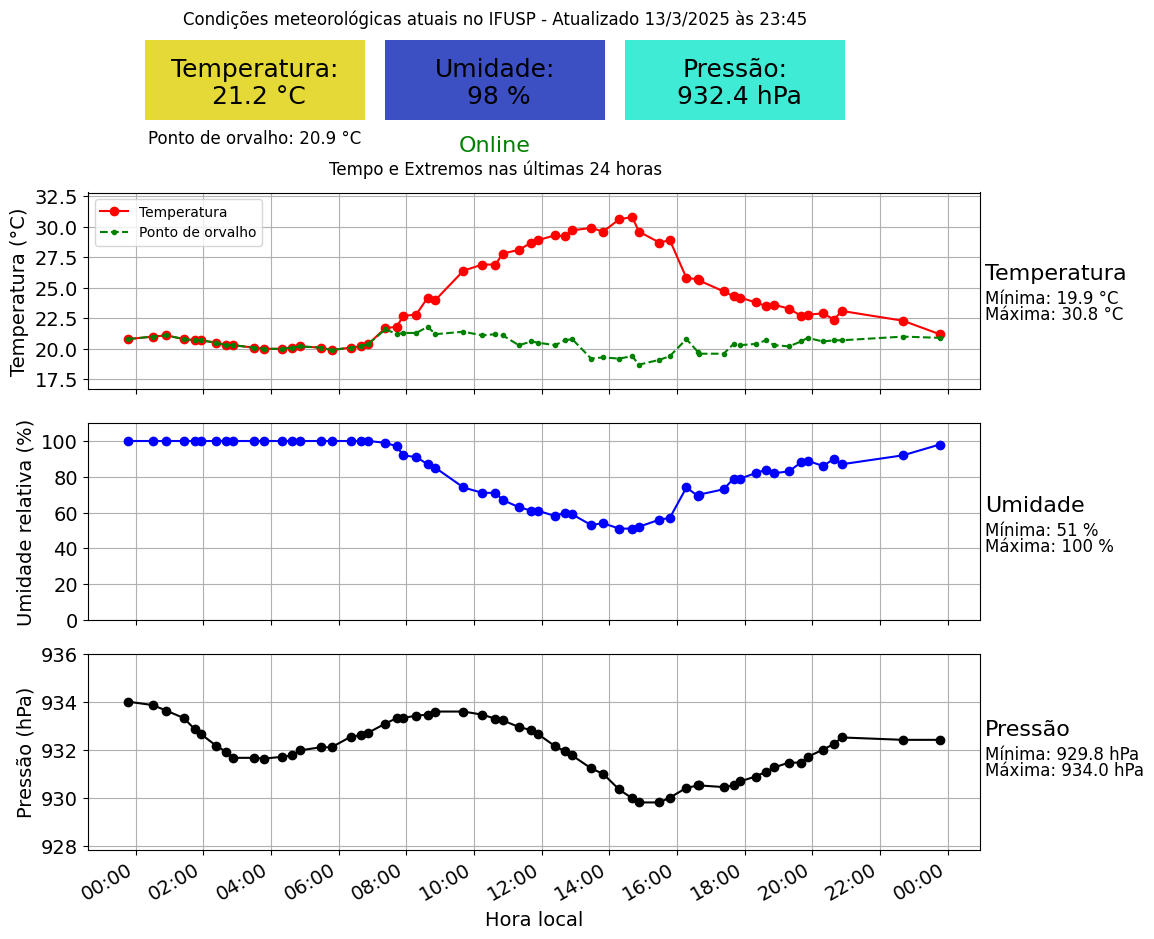 Condições meteorológicas atuais no IFUSP - Atualizado 13/3/2025 às 23:45
Temperatura:
21.2 °C
Umidade:
98 %
Pressão:
932.4 hPa
Ponto de orvalho: 20.9 °C
Online
Tempo e Extremos nas últimas 24 horas
Temperatura (°C)
32.5
30.0
27.5
25.0
22.5
20.0
17.5
Temperatura
Ponto de orvalho
Temperatura
Mínima: 19.9 °C
Máxima: 30.8 °C
Umidade relativa (%)
100
80
60
40
20
0
Umidade
Mínima: 51 %
Máxima: 100 %
Pressão (hPa)
936
934
932
930
928
Pressão
Mínima: 929.8 hPa
Máxima: 934.0 hPa
00:00
02:00
04:00
06:00
08:00
10:00
12:00
14:00
16:00
18:00
20:00
22:00
00:00
Hora local